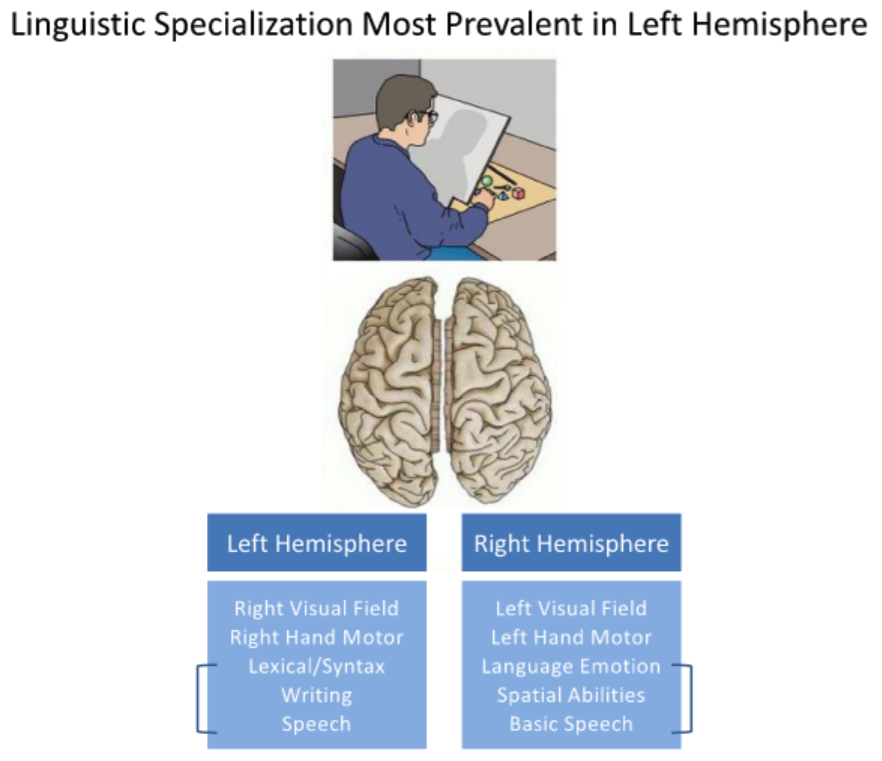 Linguistic Specialization Most Prevalent in Left Hemisphere
Left Hemisphere
Right Visual Field
Right Hand Motor
Lexical/Syntax
Writing
Speech
Right Hemisphere
Left Visual Field
Left Hand Motor
Language Emotion
Spatial Abilities
Basic Speech